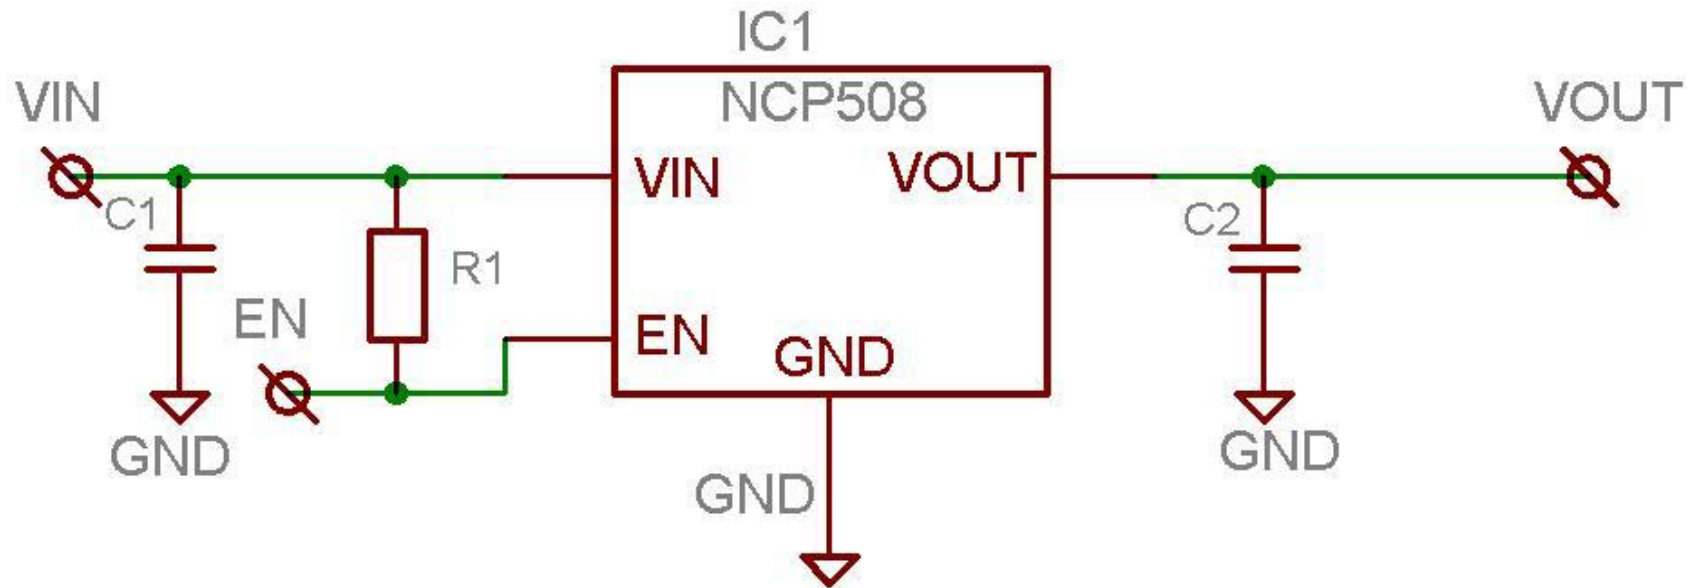 IC1
NCP508
VIN
VOUT
VIN
VOUT
C1
C2
R1
EN
EN
GND
GND
GND
GND